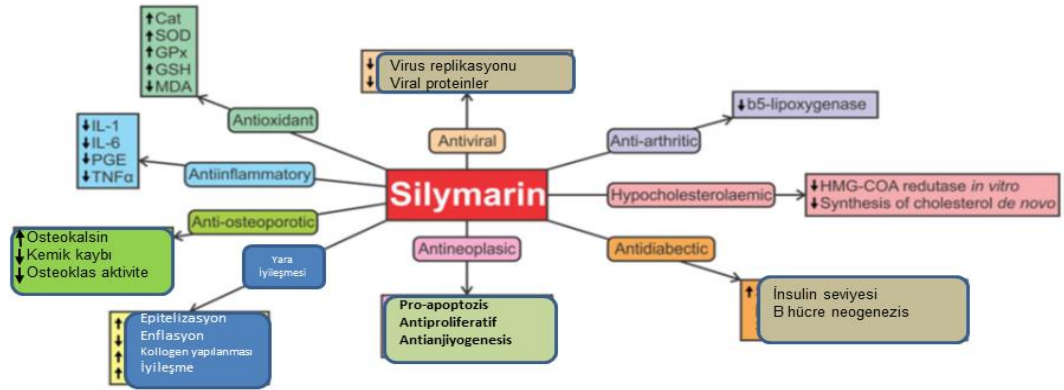 ↑Cat
↑SOD
↑GPx
↑GSH
↓MDA
Antioxidant
↓ Virus replikasyonu
↓ Viral proteinler
Antiviral
↓b5-lipoxygenase
Anti-arthritic
↓IL-1
↓IL-6
↓PGE
↓TNFα
Antiinflammatory
Silymarin
Hypocholesterolaemic
↓HMG-COA redutase in vitro
↓Synthesis of cholesterol de novo
Anti-osteoporotic
↑Osteokalsin
↓Kemik kaybı
↓Osteoklas aktivite
Yara
İyileşmesi
Antineoplasic
Antidiabectic
↑ Epitelizasyon
↓ Enflasyon
↑ Kollogen yapılanması
↑ İyileşme
Pro-apoptozis
Antiproliferatif
Antianjiyogenesis
↑ İnsulin seviyesi
B hücre neogenezis